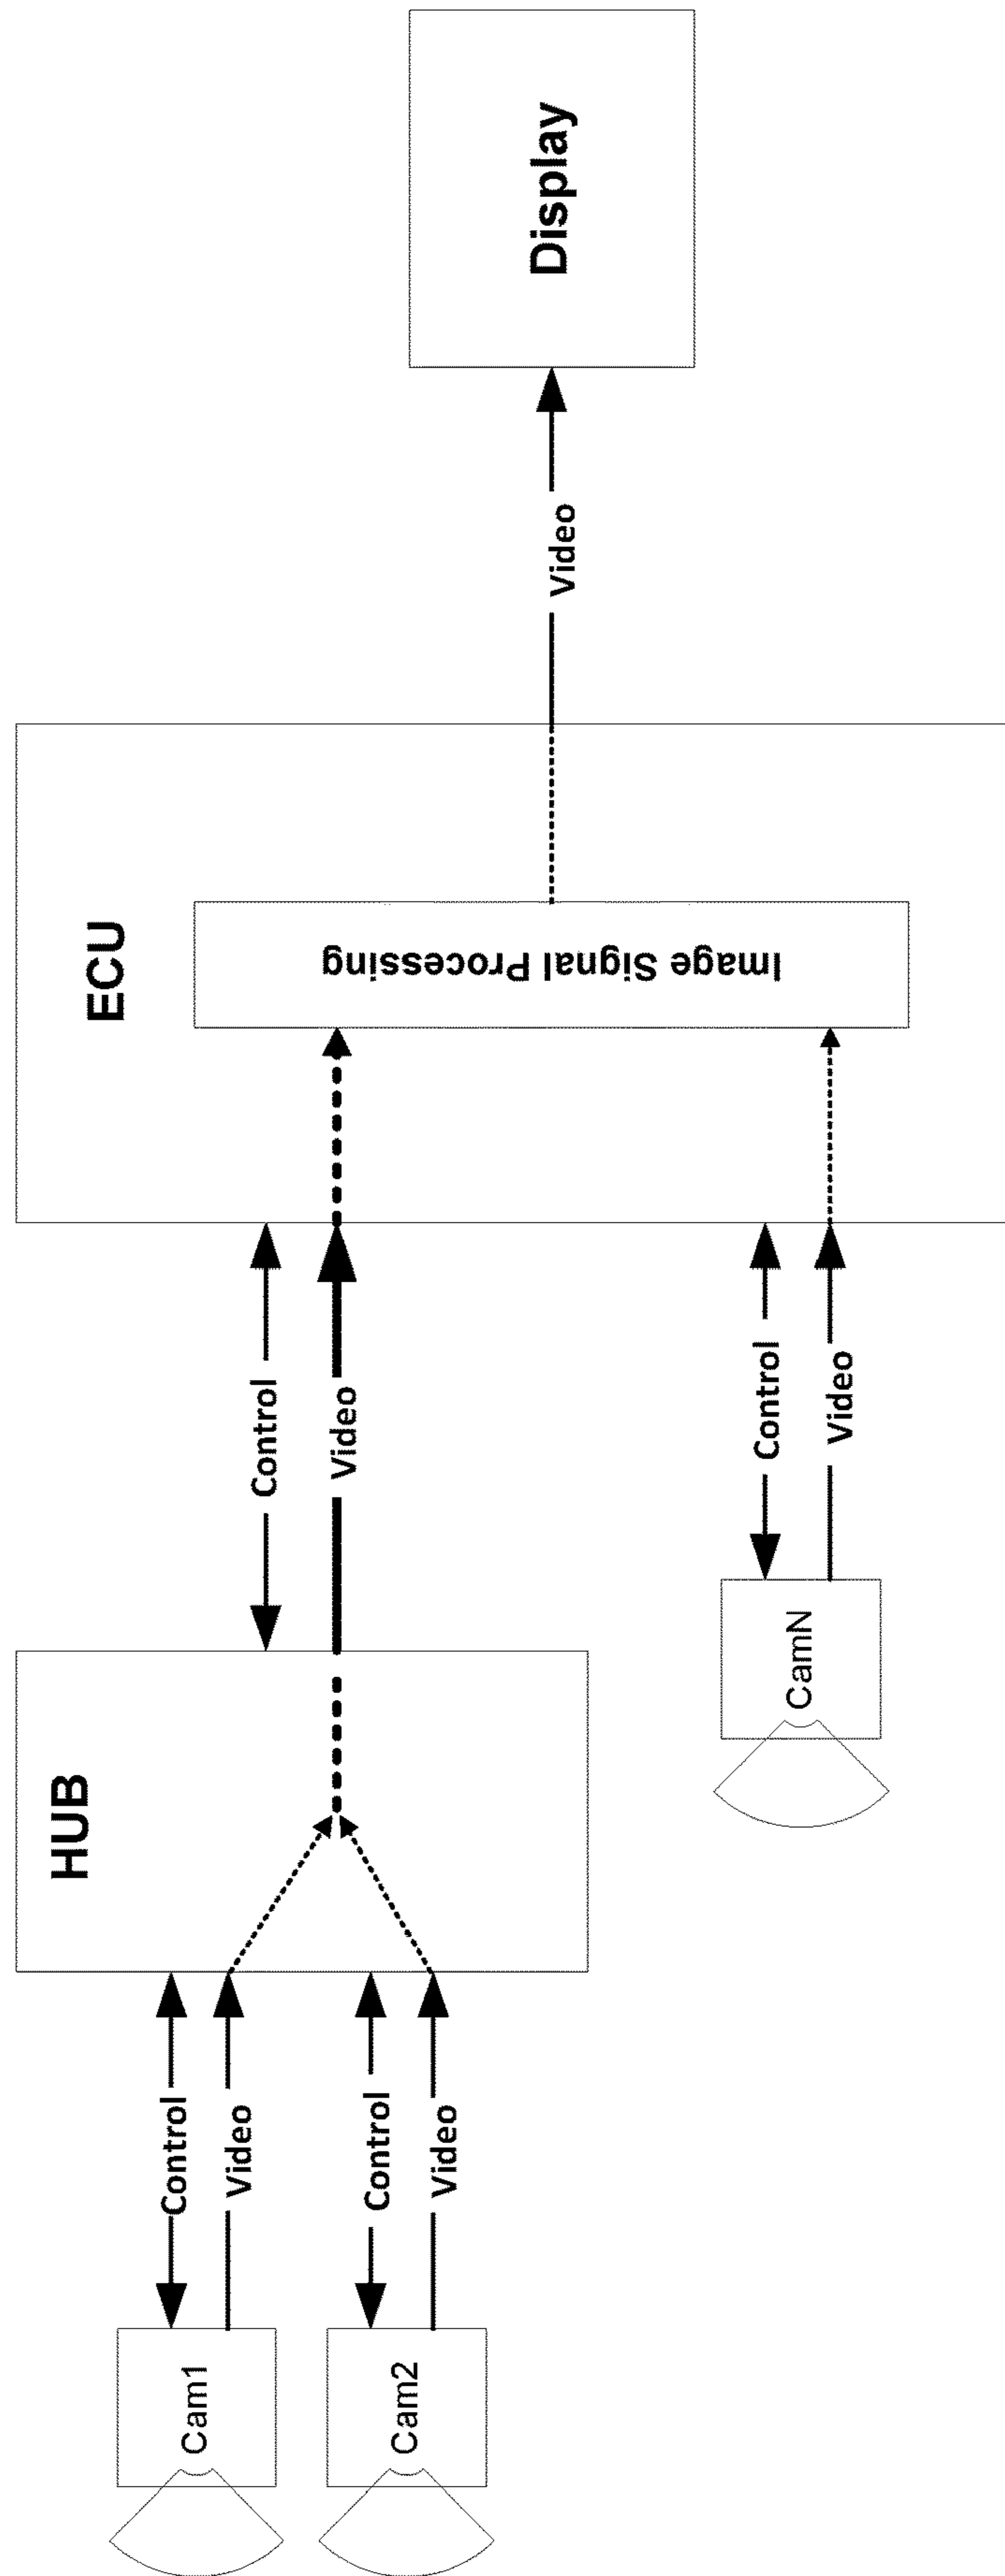 Display
Video
ECU
Image Signal Processing
Control
Video
Control
Video
HUB
CamN
Control
Video
Control
Video
Cam1
Cam2